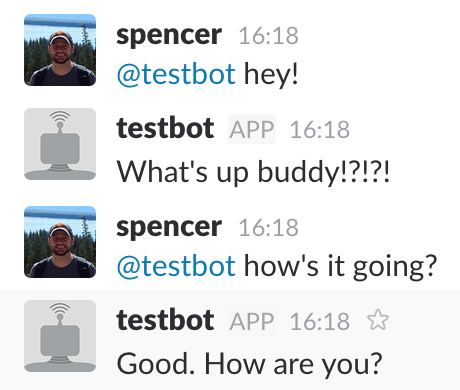 spencer 16:18
@testbot hey!
testbot APP 16:18
What's up buddy!?!?!
spencer 16:18
@testbot how's it going?
testbot APP 16:18
Good. How are you?